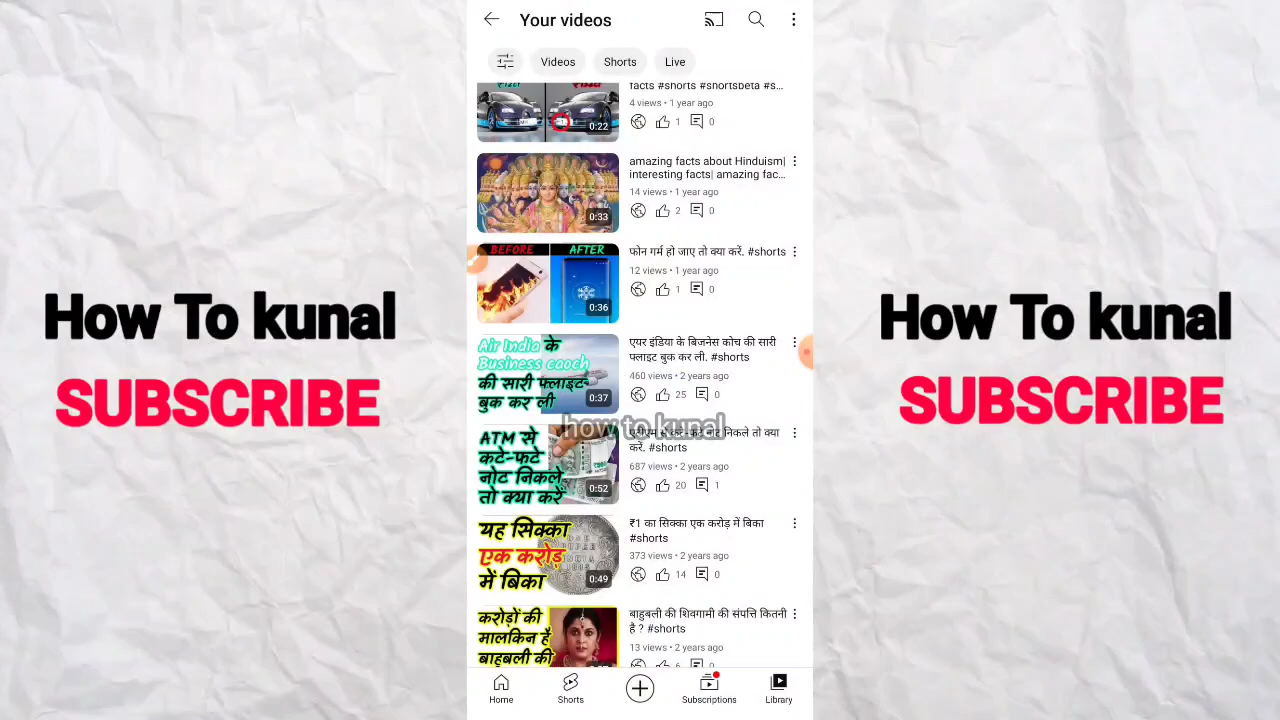 Your videos
Videos
Shorts
Live
facts #shorts #shortsbeta #s...
4 views • 1 year ago
1
0
0:22
amazing facts about Hinduism|
interesting facts| amazing fac...
14 views • 1 year ago
2
0
0:33
BEFORE
AFTER
फोन गर्म हो जाए तो क्या करें. #shorts
12 views • 1 year ago
1
0
0:36
Air India के
Business caoch
की सारी फ्लाइट
बुक कर ली
0:37
एयर इंडिया के बिजनेस कोच की सारी
फ्लाइट बुक कर ली. #shorts
460 views • 2 years ago
25
0
how to kunal
ATM से
कटे-फटे
नोट निकले
तो क्या करें
0:52
निकले तो क्या
करें. #shorts
687 views • 2 years ago
20
1
यह सिक्का
एक करोड़
में बिका
0:49
₹1 का सिक्का एक करोड़ में बिका
#shorts
373 views • 2 years ago
14
0
करोड़ों की
मालकिन है
बाहुबली की
बाहुबली की शिवगामी की संपत्ति कितनी
है ? #shorts
13 views • 2 years ago
6
0
Home
Shorts
Subscriptions
Library
How To kunal
SUBSCRIBE
How To kunal
SUBSCRIBE